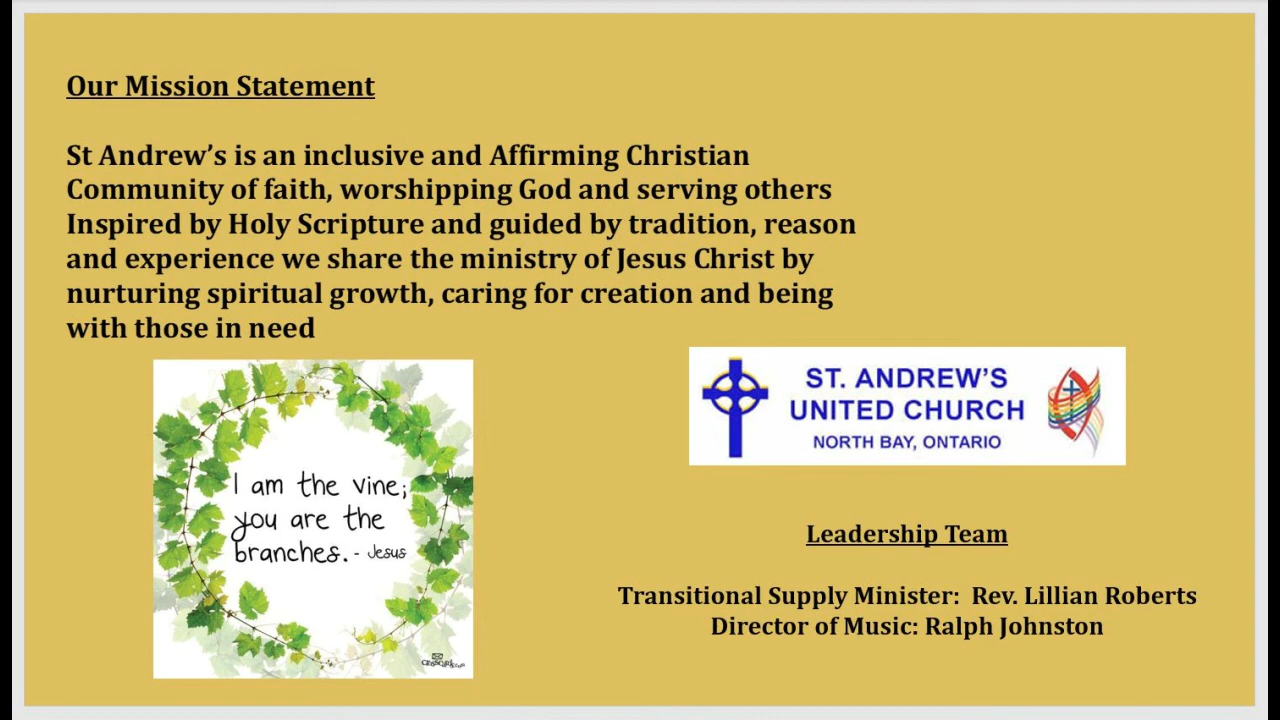 Our Mission Statement
St Andrew’s is an inclusive and Affirming Christian
Community of faith, worshipping God and serving others
Inspired by Holy Scripture and guided by tradition, reason
and experience we share the ministry of Jesus Christ by
nurturing spiritual growth, caring for creation and being
with those in need
I am the vine;
you are the
branches. - Jesus
ST. ANDREW’S
UNITED CHURCH
NORTH BAY, ONTARIO
Leadership Team
Transitional Supply Minister:  Rev. Lillian Roberts
Director of Music: Ralph Johnston